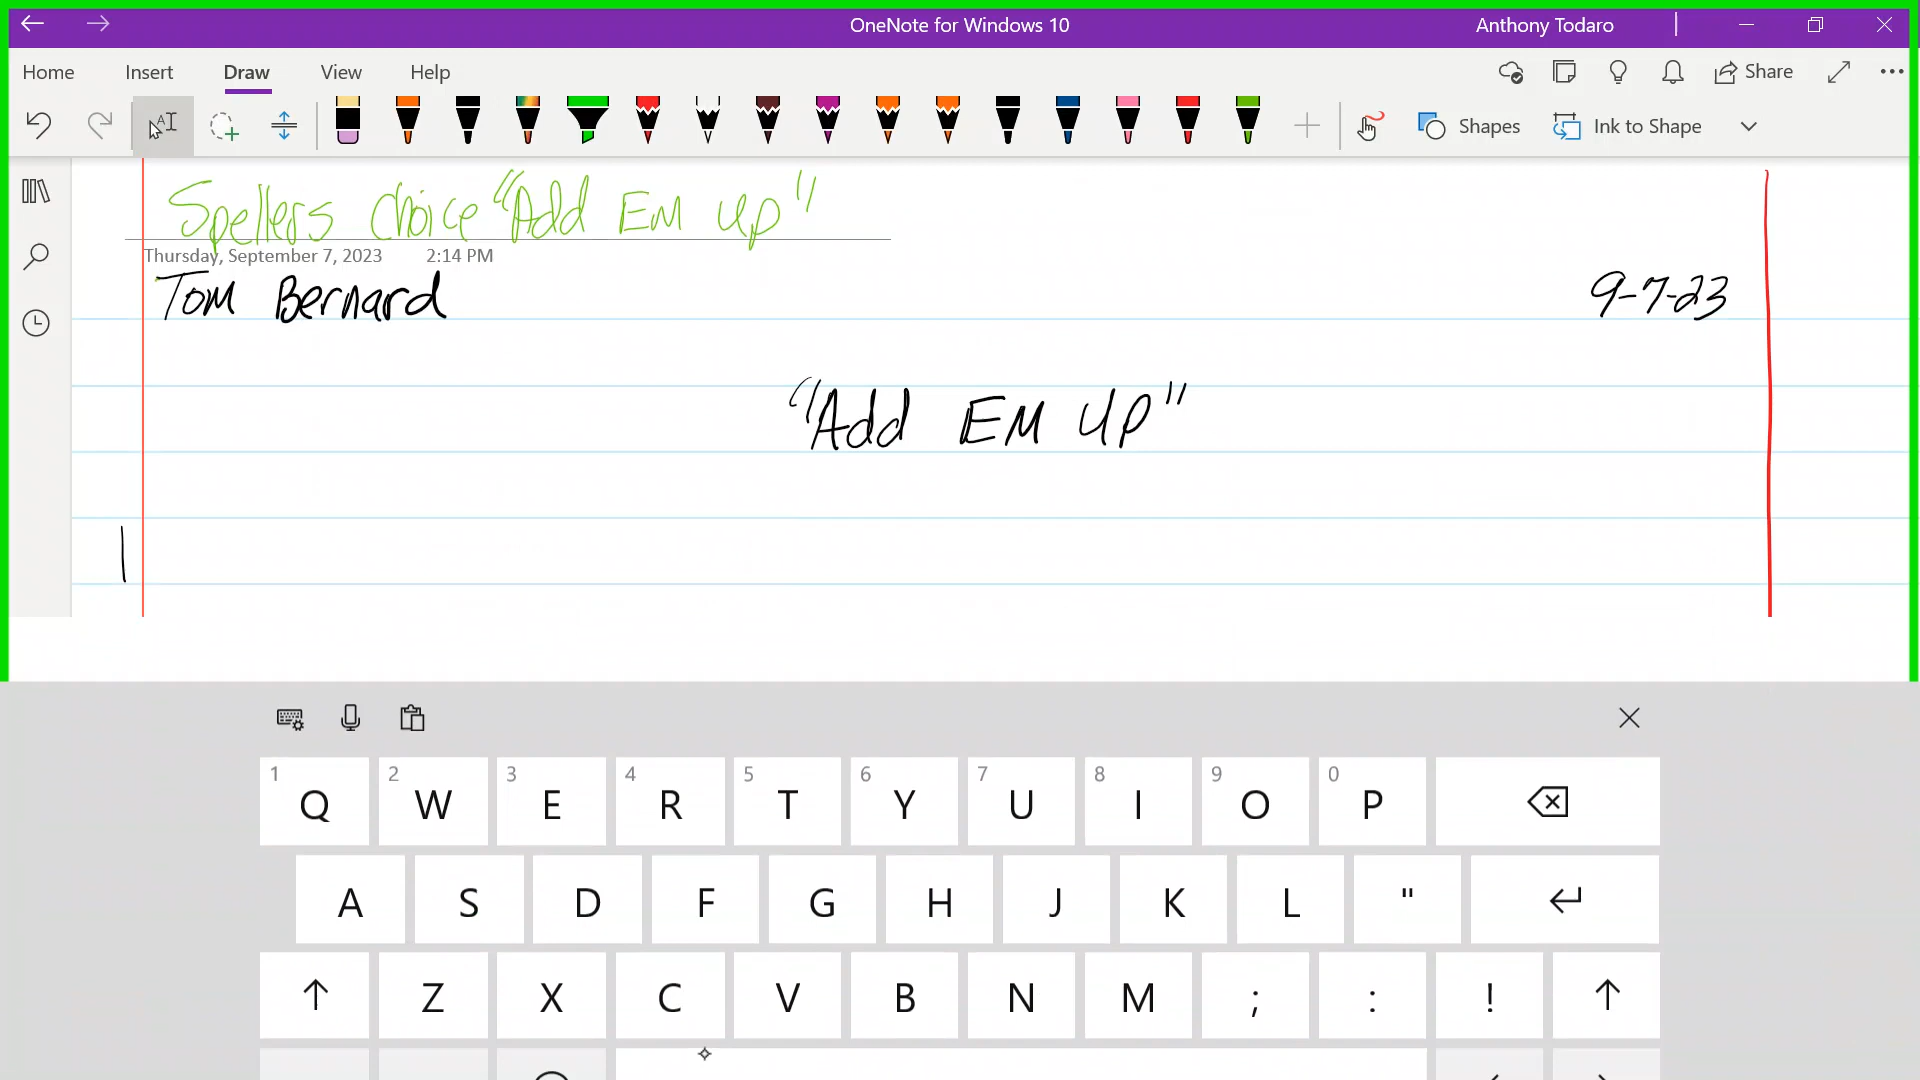 OneNote for Windows 10 Anthony Todaro
Home Insert Draw View Help Share
Shapes Ink to Shape
Spellers Choice "Add EM Up"
Thursday, September 7, 2023 2:14 PM
Tom Bernard 9-7-23
"Add EM Up"
1 Q 2 W 3 E 4 R 5 T 6 Y 7 U 8 I 9 O 0 P
A S D F G H J K L "
Z X C V B N M ; : !